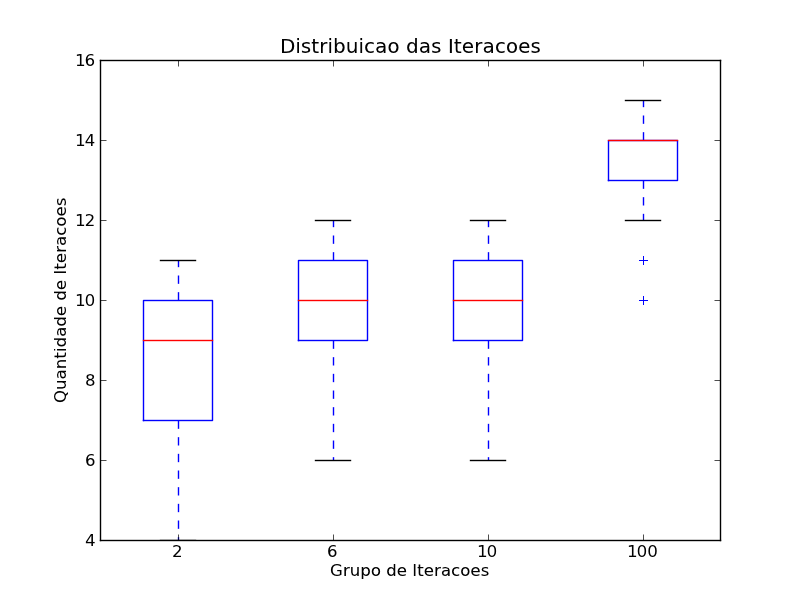 Distribuicao das Iteracoes
16
14
12
10
8
6
4
Quantidade de Iteracoes
2 6 10 100
Grupo de Iteracoes